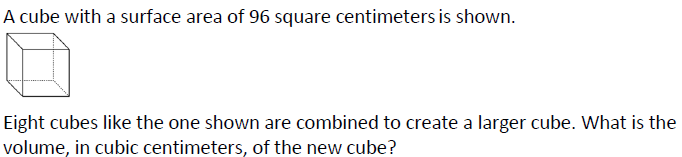 A cube with a surface area of 96 square centimeters is shown.
Eight cubes like the one shown are combined to create a larger cube. What is the
volume, in cubic centimeters, of the new cube?